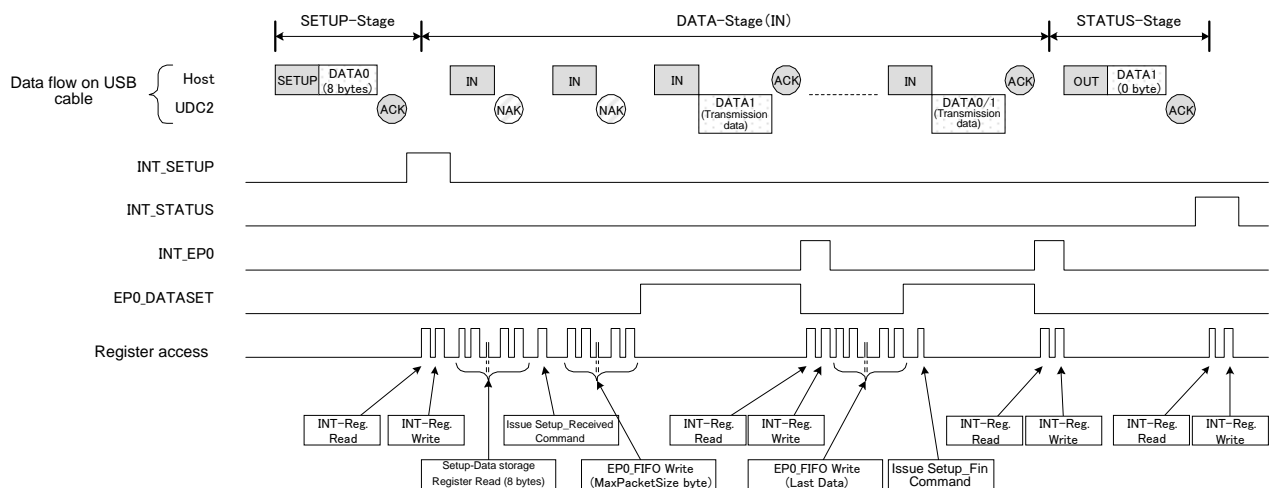 SETUP-Stage
DATA-Stage(IN)
STATUS-Stage
Data flow on USB
cable
Host
UDC2
SETUP
DATA0
(8 bytes)
ACK
IN
NAK
IN
NAK
IN
DATA1
(Transmission
data)
ACK
IN
DATA0/1
(Transmission
data)
ACK
OUT
DATA1
(0 byte)
ACK
INT_SETUP
INT_STATUS
INT_EP0
EP0_DATASET
Register access
INT-Reg.
Read
INT-Reg.
Write
Issue Setup_Received
Command
INT-Reg.
Read
INT-Reg.
Write
INT-Reg.
Read
INT-Reg.
Write
INT-Reg.
Read
INT-Reg.
Write
Setup-Data storage
Register Read (8 bytes)
EP0_FIFO Write
(MaxPacketSize byte)
EP0_FIFO Write
(Last Data)
Issue Setup_Fin
Command